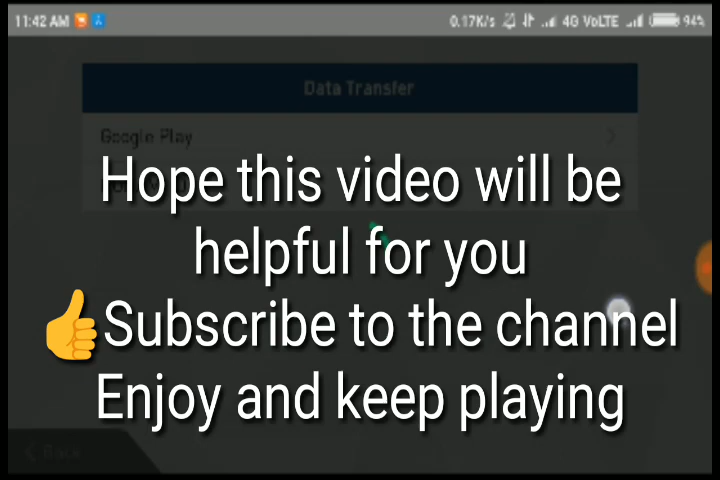 11:42 AM 0.17K/s 4G VoLTE 94%
Data Transfer
Google Play
Hope this video will be
helpful for you
👍Subscribe to the channel
Enjoy and keep playing
Back